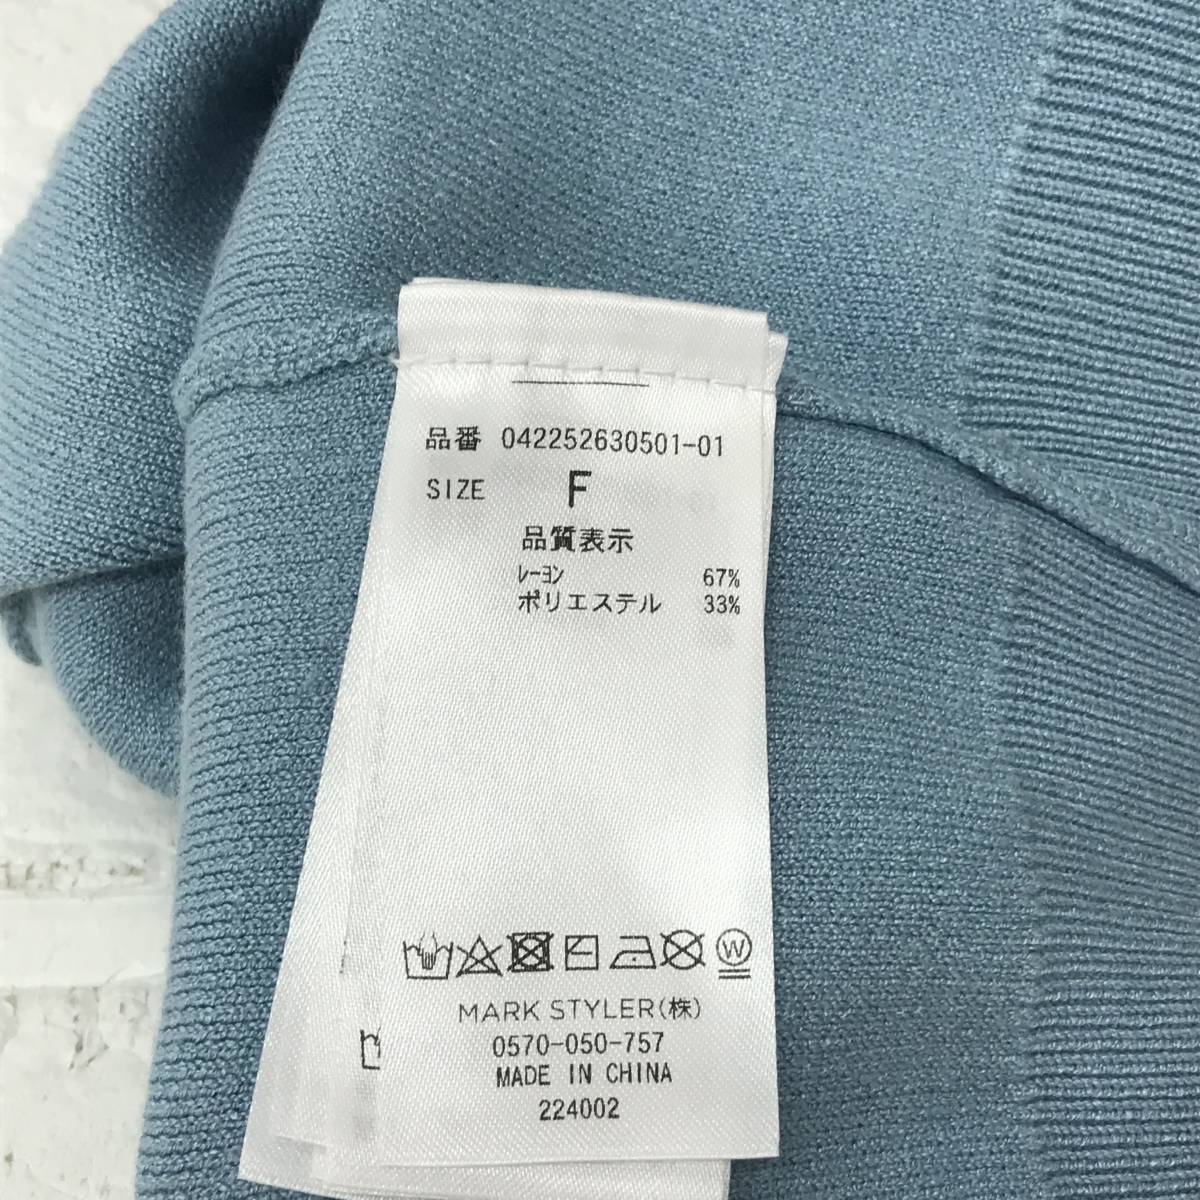 品番 042252630501-01
SIZE F
品質表示
レーヨン 67%
ポリエステル 33%
W
MARK STYLER(株)
0570-050-757
MADE IN CHINA
224002